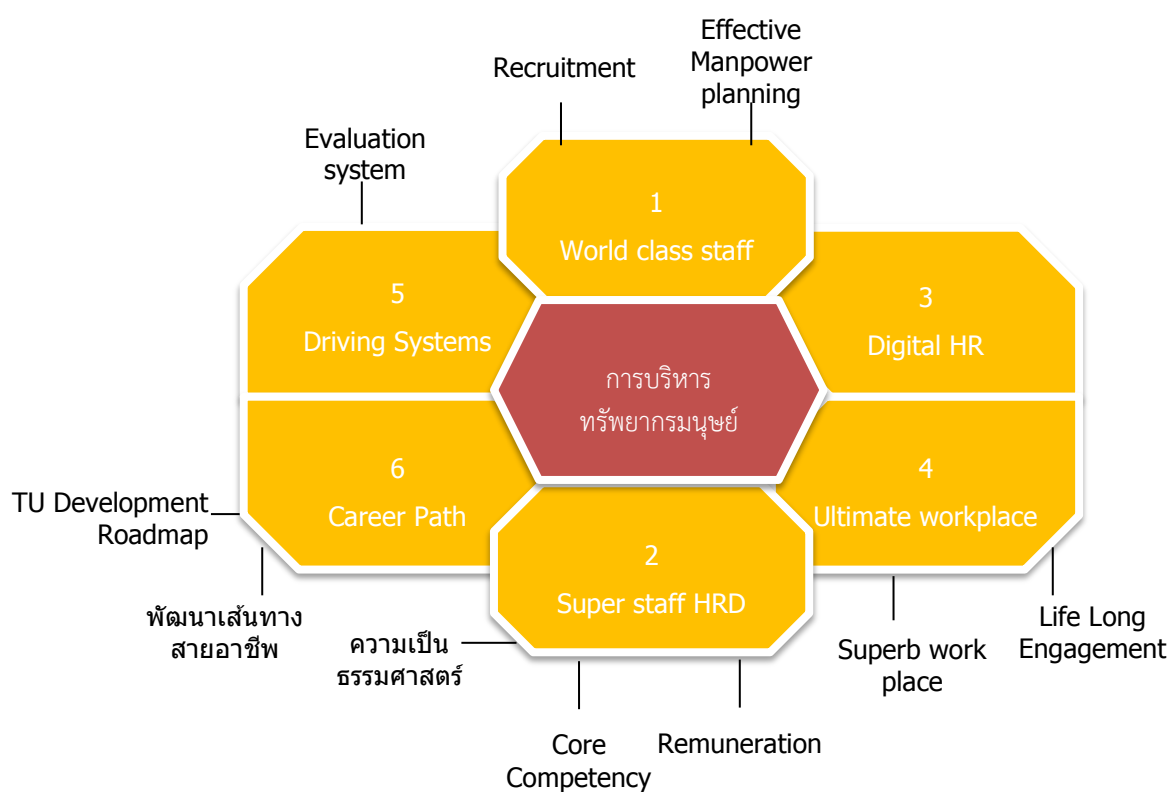 Effective
Manpower
planning
Recruitment
Evaluation
system
1
World class staff
5
Driving Systems
3
Digital HR
การบริหาร
ทรัพยากรมนุษย์
6
Career Path
4
Ultimate workplace
TU Development
Roadmap
2
Super staff HRD
พัฒนาเส้นทาง
สายอาชีพ
ความเป็น
ธรรมศาสตร์
Superb work
place
Life Long
Engagement
Core
Competency
Remuneration